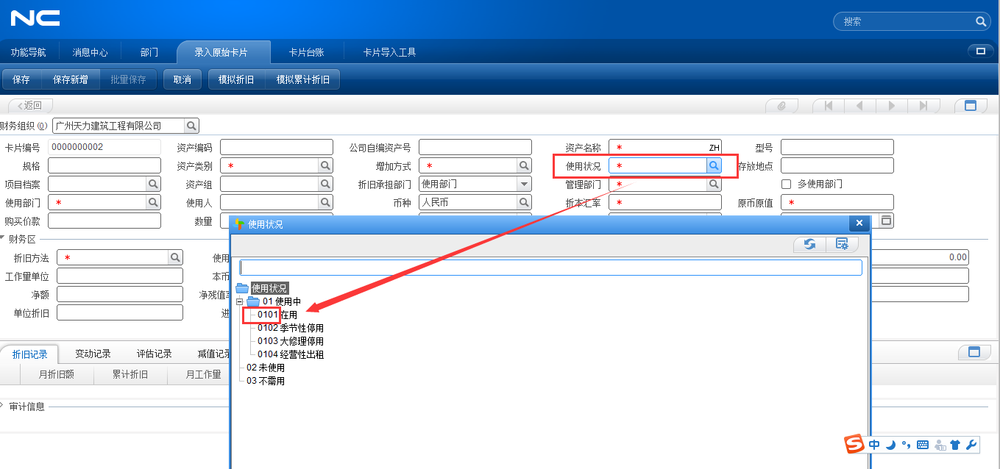 NC
搜索
功能导航 消息中心 部门 录入原始卡片 卡片台账 卡片导入工具
保存 保存新增 批量保存 取消 模拟折旧 模拟累计折旧
返回
财务组织(O) 广州天力建筑工程有限公司
卡片编号 0000000002 资产编码 公司自编资产号 资产名称 * ZH 型号
规格 资产类别 * 增加方式 * 使用状况 * 存放地点
项目档案 资产组 折旧承担部门 使用部门 管理部门 * 多使用部门
使用部门 * 使用人 币种 人民币 折本汇率 * 原币原值 *
购买价款 数量
使用状况
财务区
折旧方法 * 使用 0.00
工作量单位 本币
净额 净残值率
单位折旧 进
使用状况
01 使用中
0101 在用
0102 季节性停用
0103 大修理停用
0104 经营性出租
02 未使用
03 不需用
折旧记录 变动记录 评估记录 减值记录
月折旧额 累计折旧 月工作量
审计信息
S 中